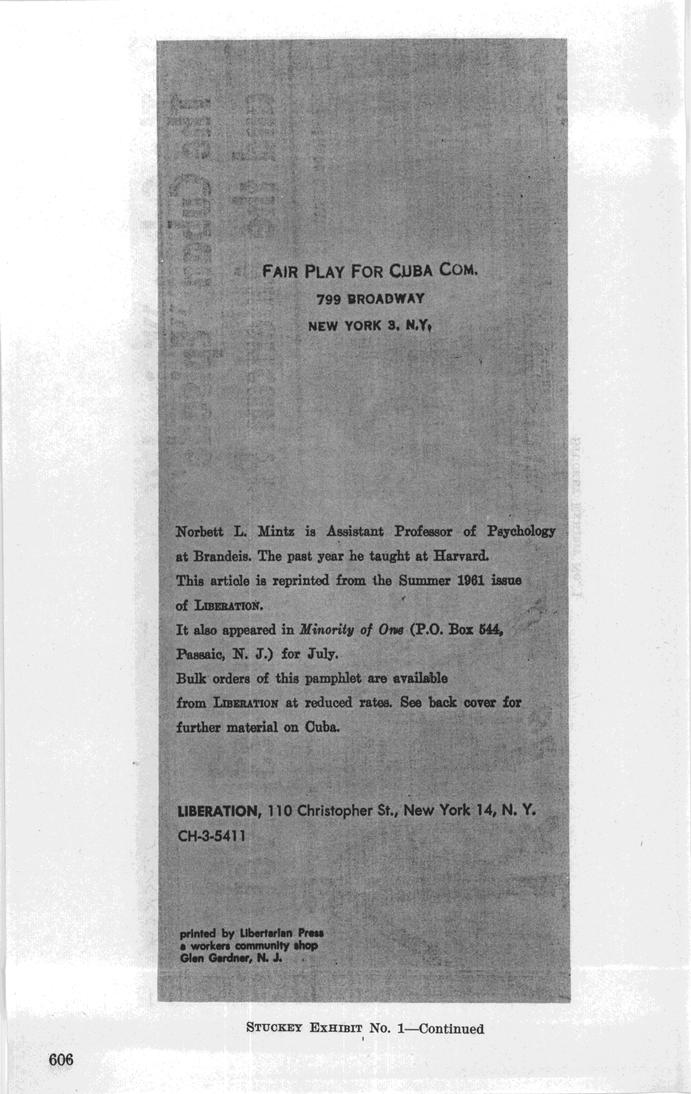 FAIR PLAY FOR CUBA COM.
799 BROADWAY
NEW YORK 3, N.Y.
Norbett L. Mintz is Assistant Professor of Psychology
at Brandeis. The past year he taught at Harvard.
This article is reprinted from the Summer 1961 issue
of LIBERATION.
It also appeared in Minority of One (P.O. Box 544,
Passaic, N. J.) for July.
Bulk orders of this pamphlet are available
from LIBERATION at reduced rates. See back cover for
further material on Cuba.
LIBERATION, 110 Christopher St., New York 14, N. Y.
CH-3-5411
printed by Libertarian Press
a workers community shop
Glen Gardner, N. J.
STUCKEY EXHIBIT No. 1—Continued
606